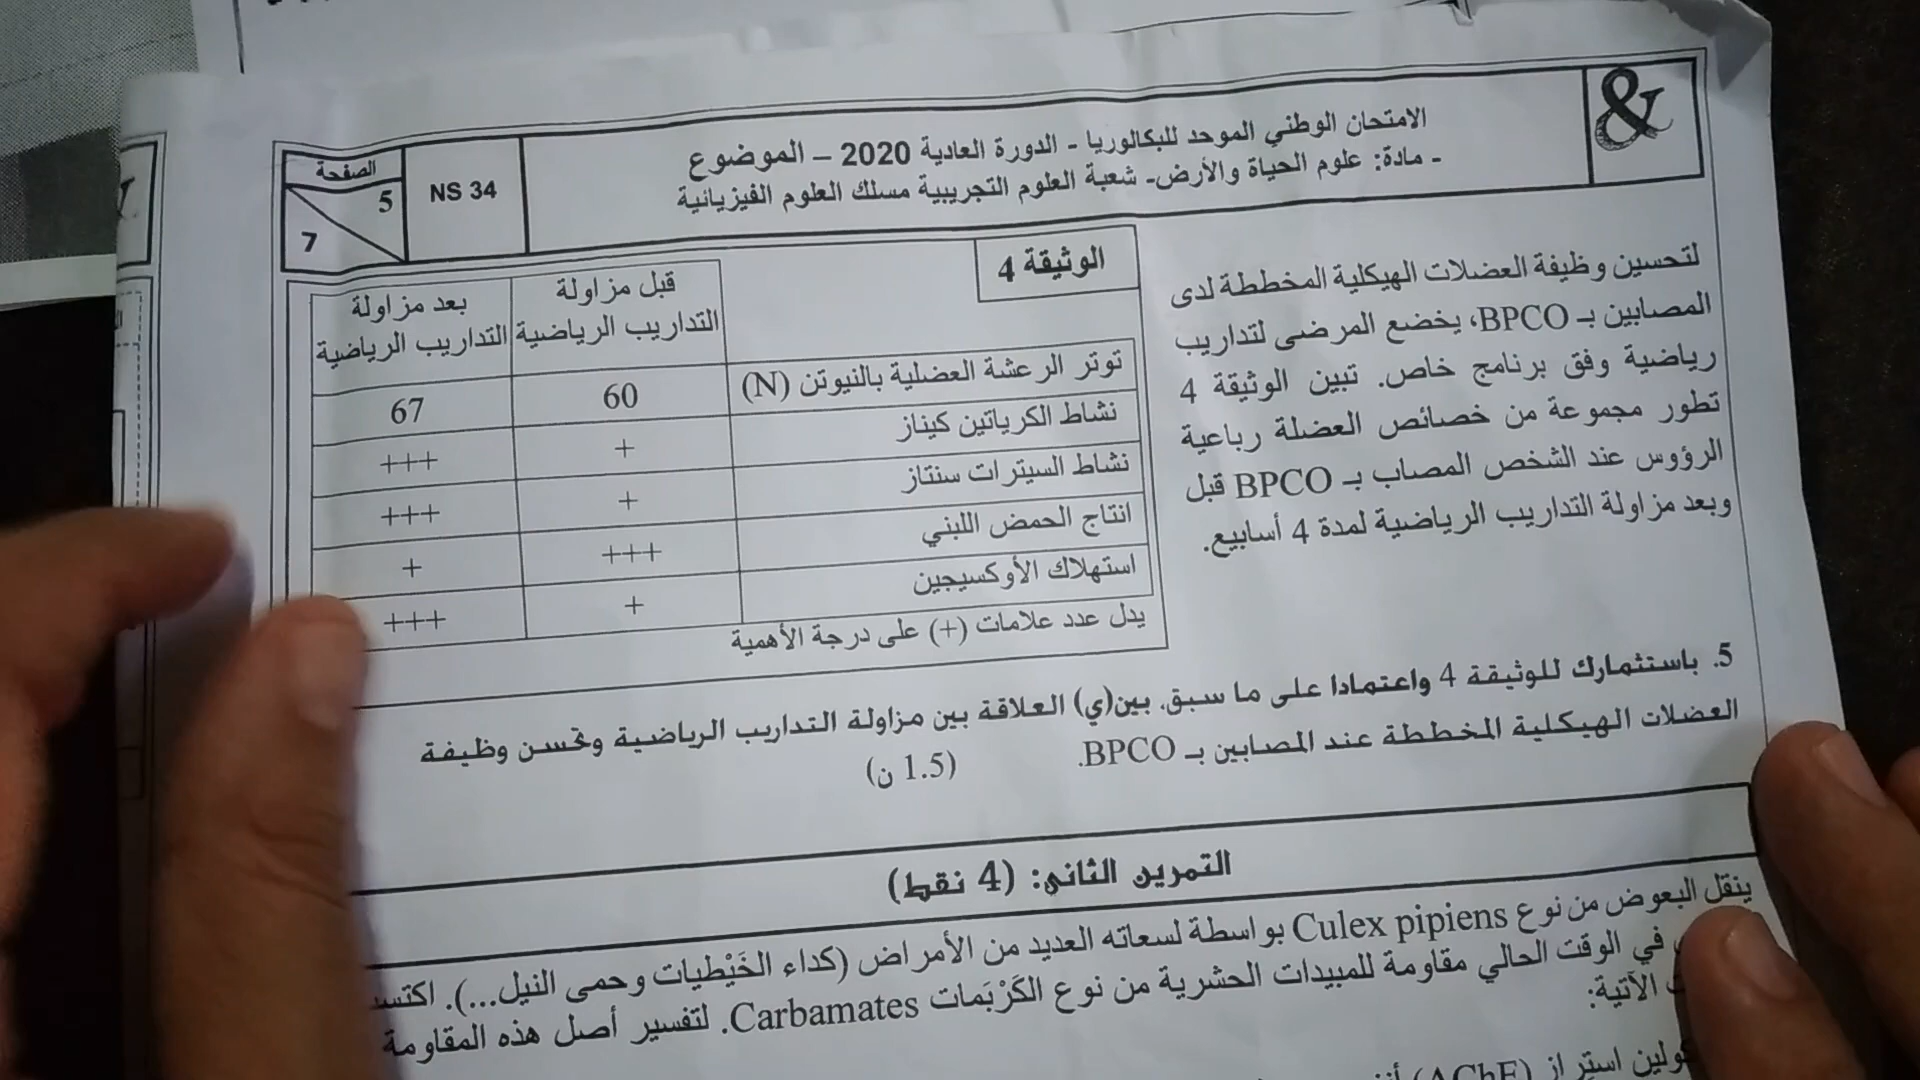 &
الامتحان الوطني الموحد للبكالوريا - الدورة العادية 2020 – الموضوع
- مادة: علوم الحياة والأرض- شعبة العلوم التجريبية مسلك العلوم الفيزيائية
NS 34
الصفحة
5
7
لتحسين وظيفة العضلات الهيكلية المخططة لدى
المصابين بـ BPCO، يخضع المرضى لتداريب
رياضية وفق برنامج خاص. تبين الوثيقة 4
تطور مجموعة من خصائص العضلة رباعية
الرؤوس عند الشخص المصاب بـ BPCO قبل
وبعد مزاولة التداريب الرياضية لمدة 4 أسابيع.
الوثيقة 4
قبل مزاولة
التداريب الرياضية
بعد مزاولة
التداريب الرياضية
توتر الرعشة العضلية بالنيوتن (N) 60 67
نشاط الكرياتين كيناز + +++
نشاط السيترات سنتاز + +++
انتاج الحمض اللبني +++ +
استهلاك الأوكسيجين + +++
يدل عدد علامات (+) على درجة الأهمية
5. باستثمارك للوثيقة 4 واعتمادا على ما سبق، بين(ي) العلاقة بين مزاولة التداريب الرياضية وتحسن وظيفة
العضلات الهيكلية المخططة عند المصابين بـ BPCO. (1.5 ن)
التمرين الثاني: (4 نقط)
ينقل البعوض من نوع Culex pipiens بواسطة لسعاته العديد من الأمراض (كداء الخَيْطيات وحمى النيل...).
في الوقت الحالي مقاومة للمبيدات الحشرية من نوع الكَرْبَمات Carbamates. لتفسير أصل هذه المقاومة
الآتية:
كولين استراز (AChE)